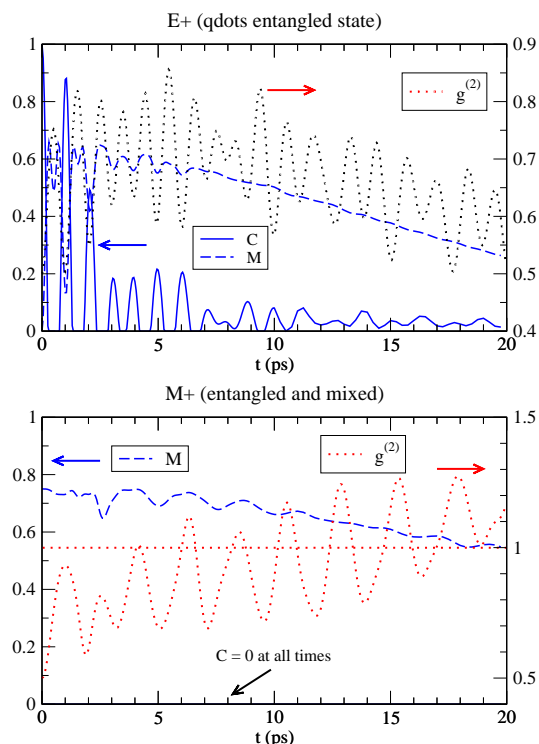 E+ (qdots entangled state)
1
0.8
0.6
0.4
0.2
0
0.9
0.8
0.7
0.6
0.5
0.4
g(2)
C
M
0 5 10 15 20
t (ps)
M+ (entangled and mixed)
1
0.8
0.6
0.4
0.2
0
1.5
1
0.5
M
g(2)
C = 0 at all times
0 5 10 15 20
t (ps)